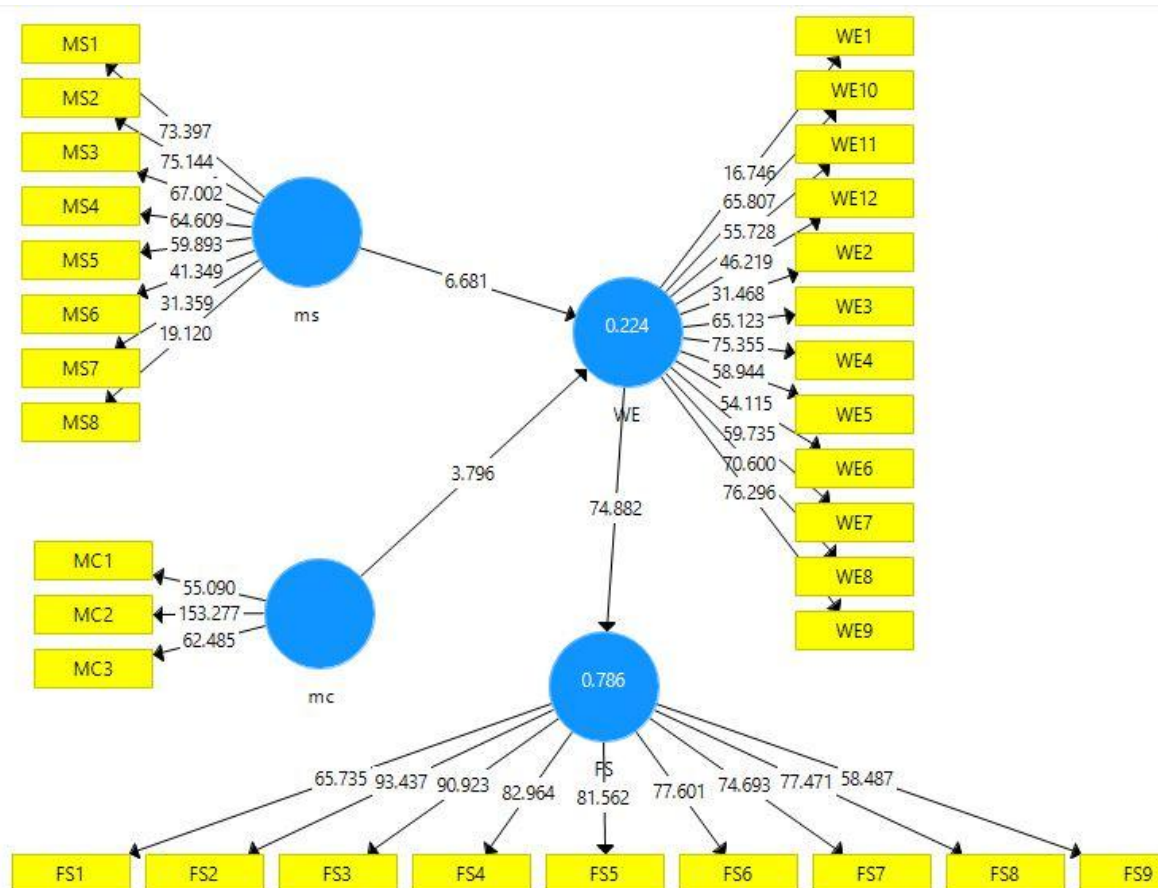 MS1
MS2
MS3
MS4
MS5
MS6
MS7
MS8
73.397
75.144
67.002
64.609
59.893
41.349
31.359
19.120
ms
6.681
MC1
MC2
MC3
55.090
153.277
62.485
mc
3.796
0.224
WE
16.746
65.807
55.728
46.219
31.468
65.123
75.355
58.944
54.115
59.735
70.600
76.296
WE1
WE10
WE11
WE12
WE2
WE3
WE4
WE5
WE6
WE7
WE8
WE9
74.882
0.786
FS
65.735
93.437
90.923
82.964
81.562
77.601
74.693
77.471
58.487
FS1
FS2
FS3
FS4
FS5
FS6
FS7
FS8
FS9